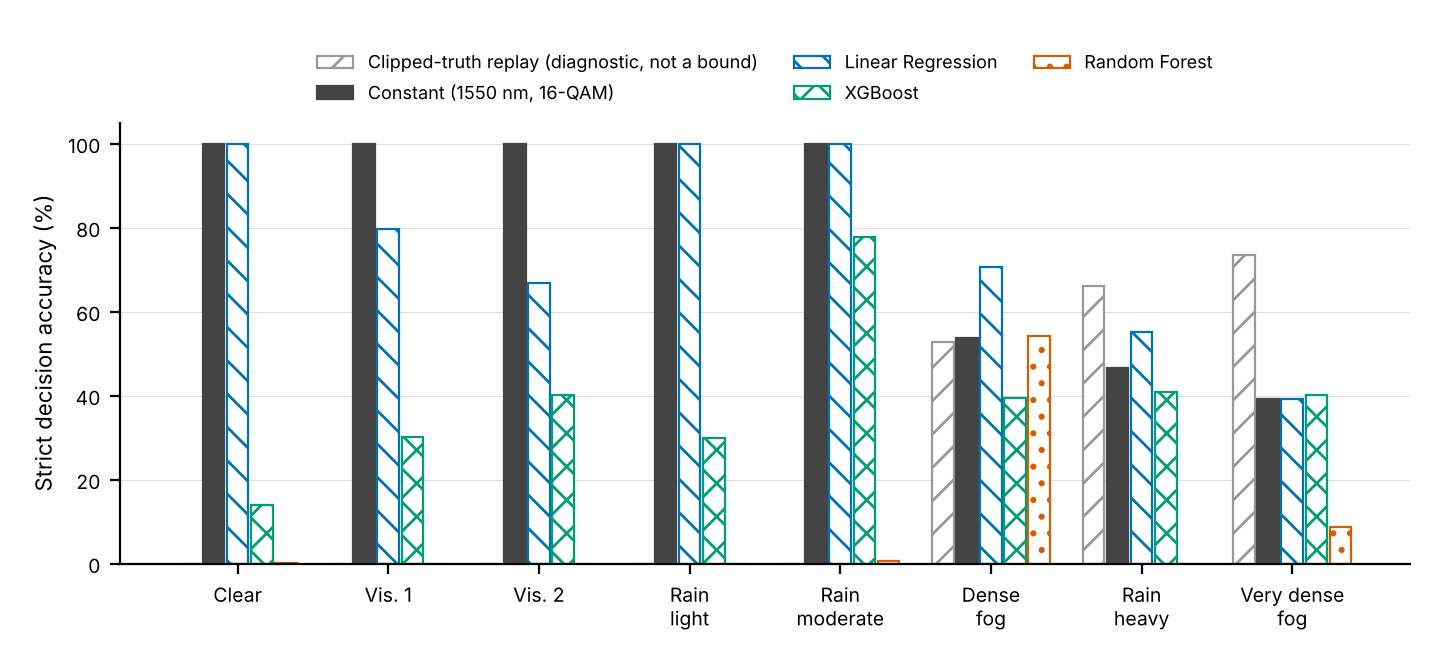 Clipped-truth replay (diagnostic, not a bound)
Constant (1550 nm, 16-QAM)
Linear Regression
XGBoost
Random Forest
Strict decision accuracy (%)
100
80
60
40
20
0
Clear
Vis. 1
Vis. 2
Rain
light
Rain
moderate
Dense
fog
Rain
heavy
Very dense
fog